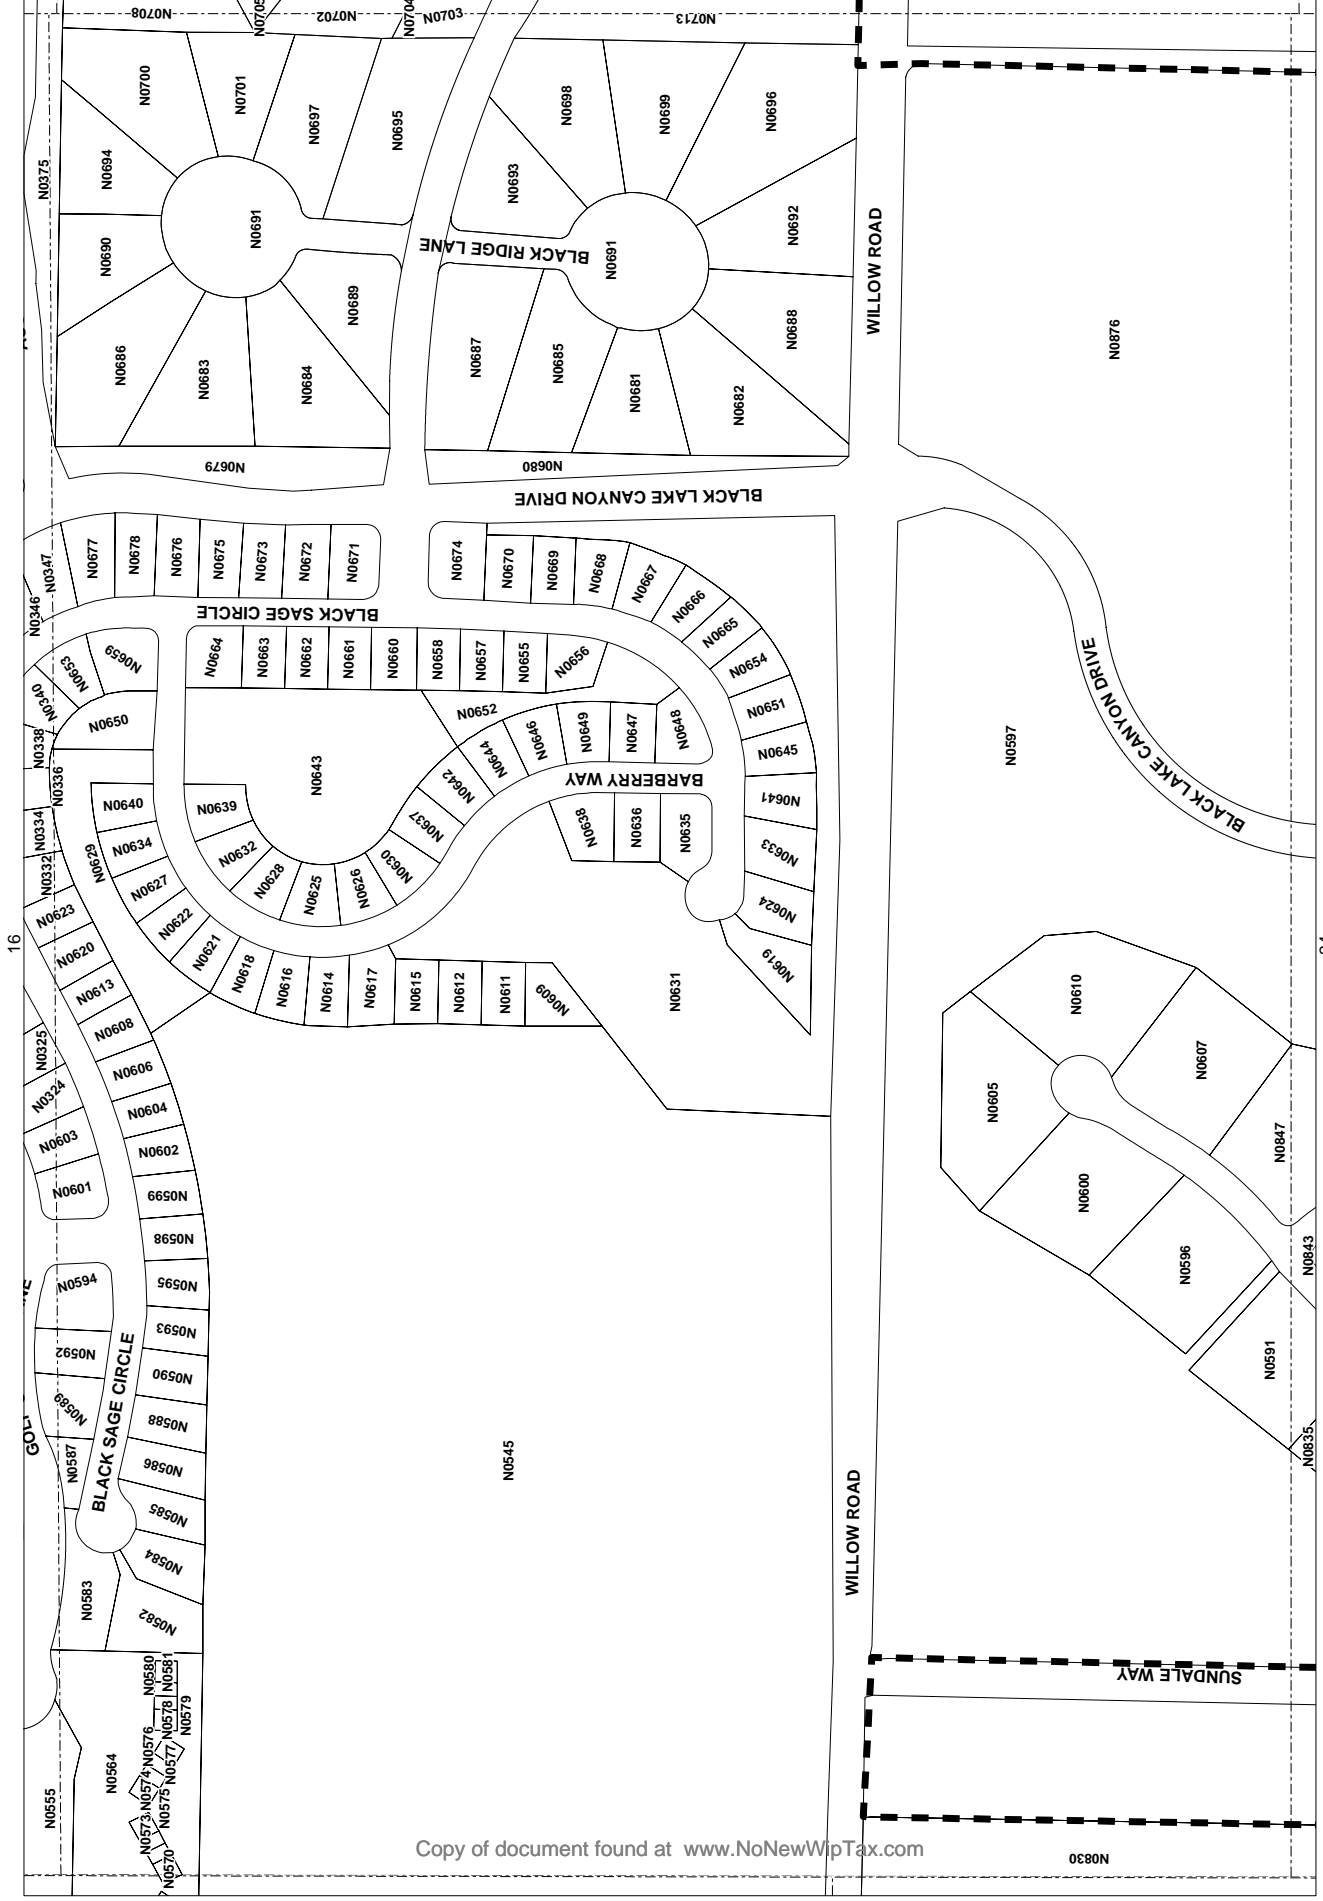 N0708
N0705
N0702
N0704
N0703
N0713
N0375
N0700
N0701
N0697
N0695
N0698
N0699
N0696
N0694
N0693
N0690
N0691
BLACK RIDGE LANE
N0691
N0692
WILLOW ROAD
N0686
N0683
N0684
N0689
N0687
N0685
N0681
N0682
N0688
N0876
N0679
N0680
BLACK LAKE CANYON DRIVE
N0346
N0347
N0677
N0678
N0676
N0675
N0673
N0672
N0671
N0674
N0670
N0669
N0668
N0667
N0666
N0665
N0654
N0651
N0645
N0641
N0633
N0624
N0619
BLACK SAGE CIRCLE
N0340
N0653
N0659
N0664
N0663
N0662
N0661
N0660
N0658
N0657
N0655
N0656
N0338
N0650
N0652
N0336
N0643
N0644
N0646
N0649
N0647
N0648
N0642
N0637
N0630
BARBERRY WAY
N0638
N0636
N0635
N0597
BLACK LAKE CANYON DRIVE
BLACK LAKE CANYON DRIVE
N0334
N0332
N0629
N0640
N0634
N0627
N0622
N0621
N0618
N0616
N0614
N0617
N0615
N0612
N0611
N0609
N0631
N0639
N0632
N0628
N0625
N0626
16
N0623
N0620
N0613
N0608
N0606
N0604
N0602
N0599
N0598
N0595
N0593
N0590
N0588
N0586
N0585
N0584
N0582
N0325
N0324
N0603
N0601
N0594
N0592
N0589
N0587
N0583
BLACK SAGE CIRCLE
N0610
N0605
N0607
N0600
N0847
N0596
N0843
N0591
N0835
N0545
WILLOW ROAD
SUNDALE WAY
N0580
N0581
N0578
N0579
N0576
N0577
N0574
N0575
N0573
N0570
N0564
N0555
N0830
Copy of document found at www.NoNewWipTax.com